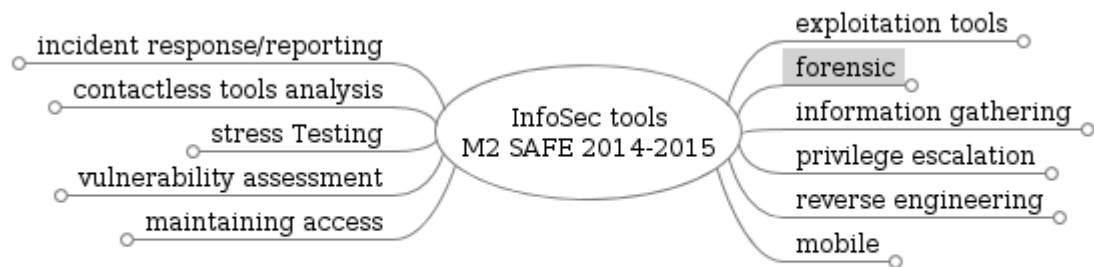 incident response/reporting
contactless tools analysis
stress Testing
vulnerability assessment
maintaining access
InfoSec tools
M2 SAFE 2014-2015
exploitation tools
forensic
information gathering
privilege escalation
reverse engineering
mobile